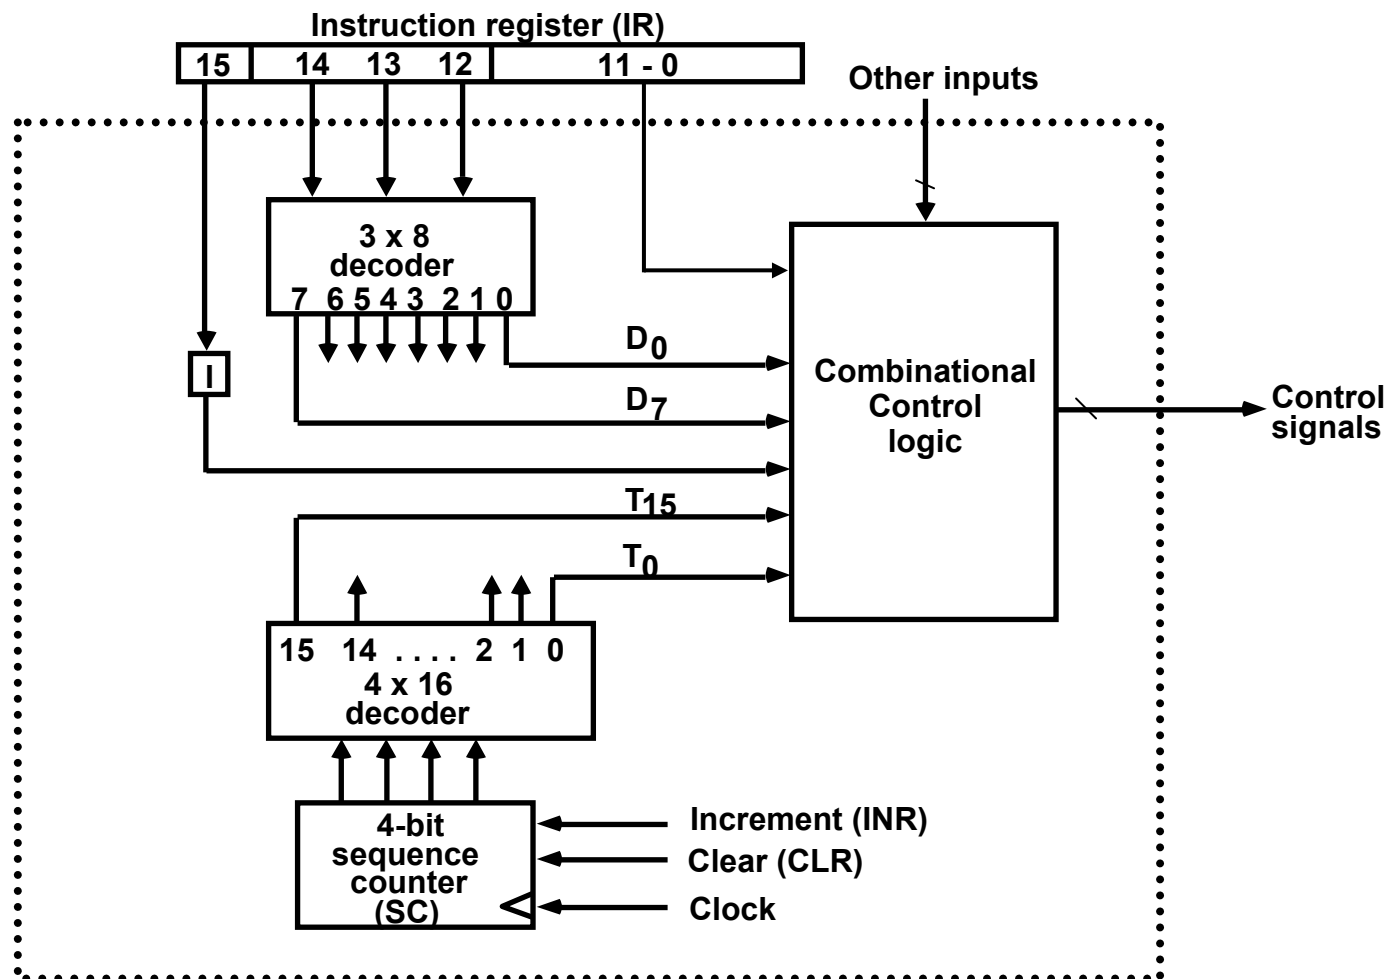 Instruction register (IR)
15 14 13 12 11 - 0
Other inputs
3 x 8
decoder
7 6 5 4 3 2 1 0
D0
I
D7
Combinational
Control
logic
Control
signals
T15
T0
15 14 . . . . 2 1 0
4 x 16
decoder
4-bit
sequence
counter
(SC)
Increment (INR)
Clear (CLR)
Clock